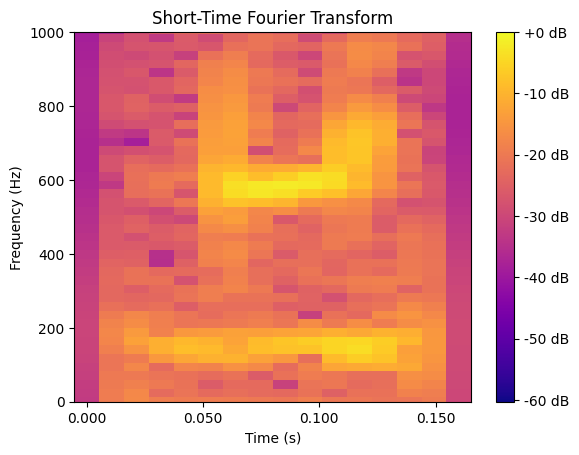 Short-Time Fourier Transform
1000
800
600
400
200
0
Frequency (Hz)
0.000
0.050
0.100
0.150
Time (s)
+0 dB
-10 dB
-20 dB
-30 dB
-40 dB
-50 dB
-60 dB